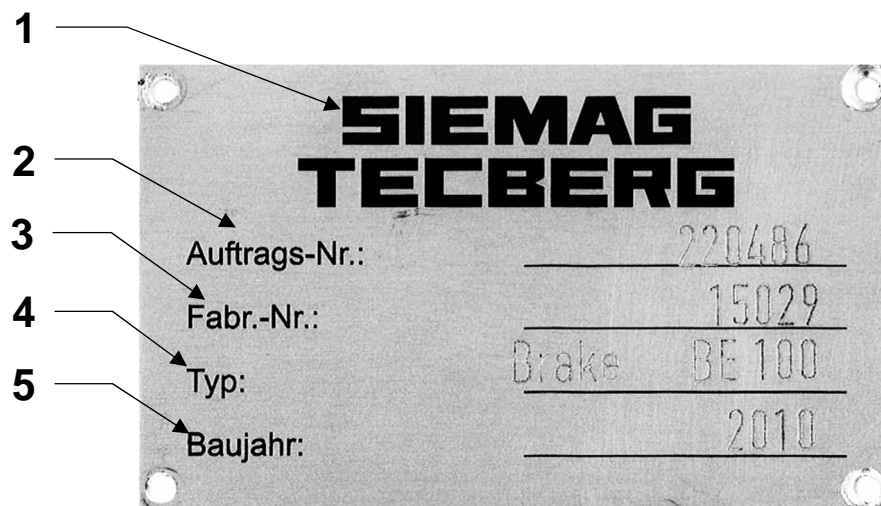 1
SIEMAG
TECBERG
2
Auftrags-Nr.: 220486
3
Fabr.-Nr.: 15029
4
Typ: Brake BE 100
5
Baujahr: 2010